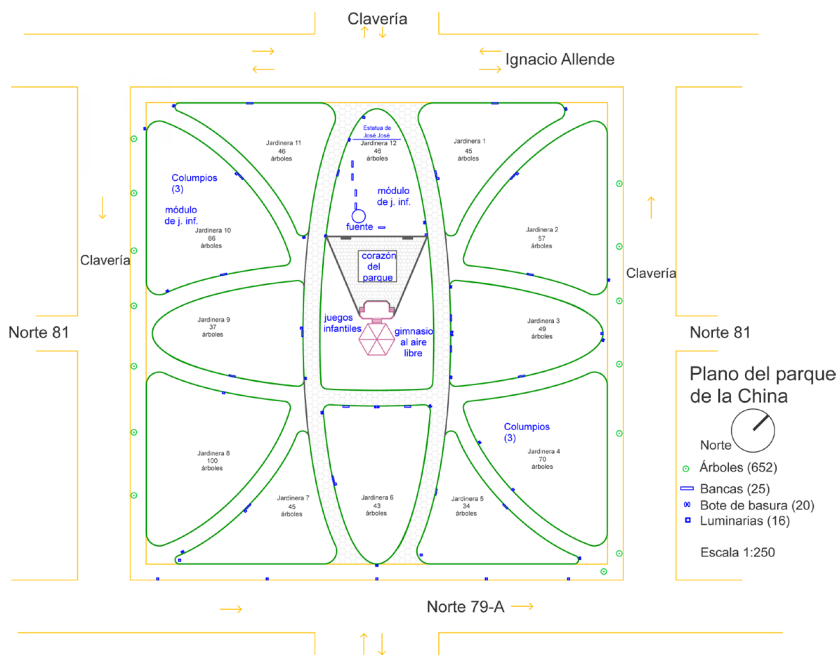 Clavería
Ignacio Allende
Estatua de
José José
Jardinera 11
46
árboles
Jardinera 12
46
árboles
Jardinera 1
45
árboles
Columpios
(3)
módulo
de j. inf.
módulo
de j. inf.
Jardinera 10
66
árboles
fuente
Jardinera 2
57
árboles
Clavería
corazón
del
parque
Clavería
Norte 81
Jardinera 9
37
árboles
juegos
infantiles
gimnasio
al aire
libre
Jardinera 3
49
árboles
Norte 81
Plano del parque
de la China
Norte
Columpios
(3)
Jardinera 8
100
árboles
Jardinera 4
70
árboles
Árboles (652)
Bancas (25)
Bote de basura (20)
Luminarias (16)
Jardinera 7
45
árboles
Jardinera 6
43
árboles
Jardinera 5
34
árboles
Escala 1:250
Norte 79-A